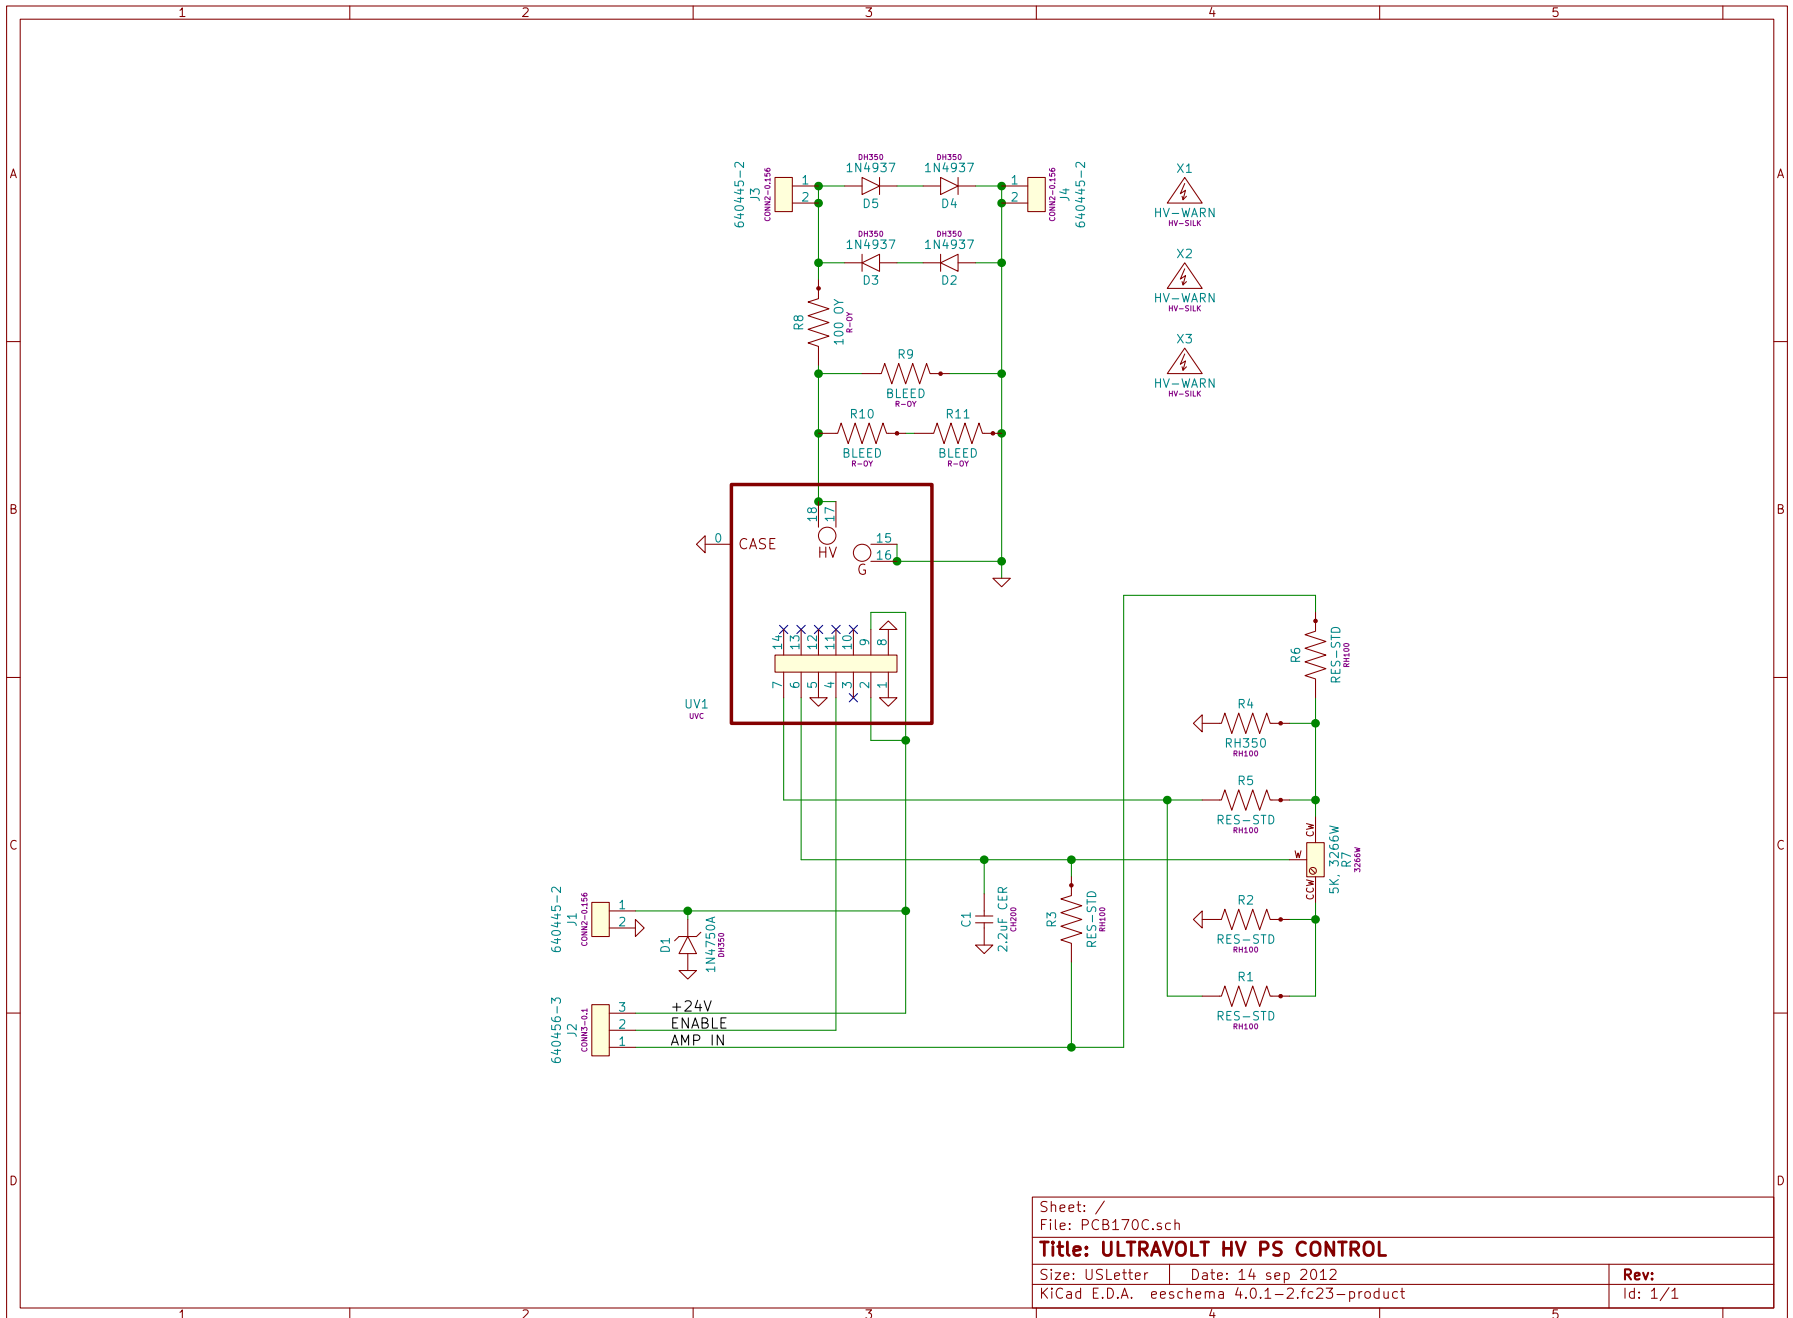 1 2 3 4 5
A A
B B
C C
D D
640445-2
J3
CONN2-0.156
1
2
DH350
1N4937
D5
DH350
1N4937
D4
1
2
J4
CONN2-0.156
640445-2
DH350
1N4937
D3
DH350
1N4937
D2
X1
HV-WARN
HV-SILK
X2
HV-WARN
HV-SILK
X3
HV-WARN
HV-SILK
R8
100 OY
R-OY
R9
BLEED
R-OY
R10
BLEED
R-OY
R11
BLEED
R-OY
18
17
HV
15
16
G
0
CASE
14 13 12 11 10 9 8
7 6 5 4 3 2 1
UV1
UVC
R6
RES-STD
RH100
R4
RH350
RH100
R5
RES-STD
RH100
CW
W
CCW
5K, 3266W
R7
3266W
R2
RES-STD
RH100
R1
RES-STD
RH100
C1
2.2uF CER
CH200
R3
RES-STD
RH100
640445-2
J1
CONN2-0.156
1
2
D1
1N4750A
DH350
640456-3
J2
CONN3-0.1
3
2
1
+24V
ENABLE
AMP IN
Sheet: /
File: PCB170C.sch
Title: ULTRAVOLT HV PS CONTROL
Size: USLetter Date: 14 sep 2012 Rev:
KiCad E.D.A. eeschema 4.0.1-2.fc23-product Id: 1/1
1 2 3 4 5